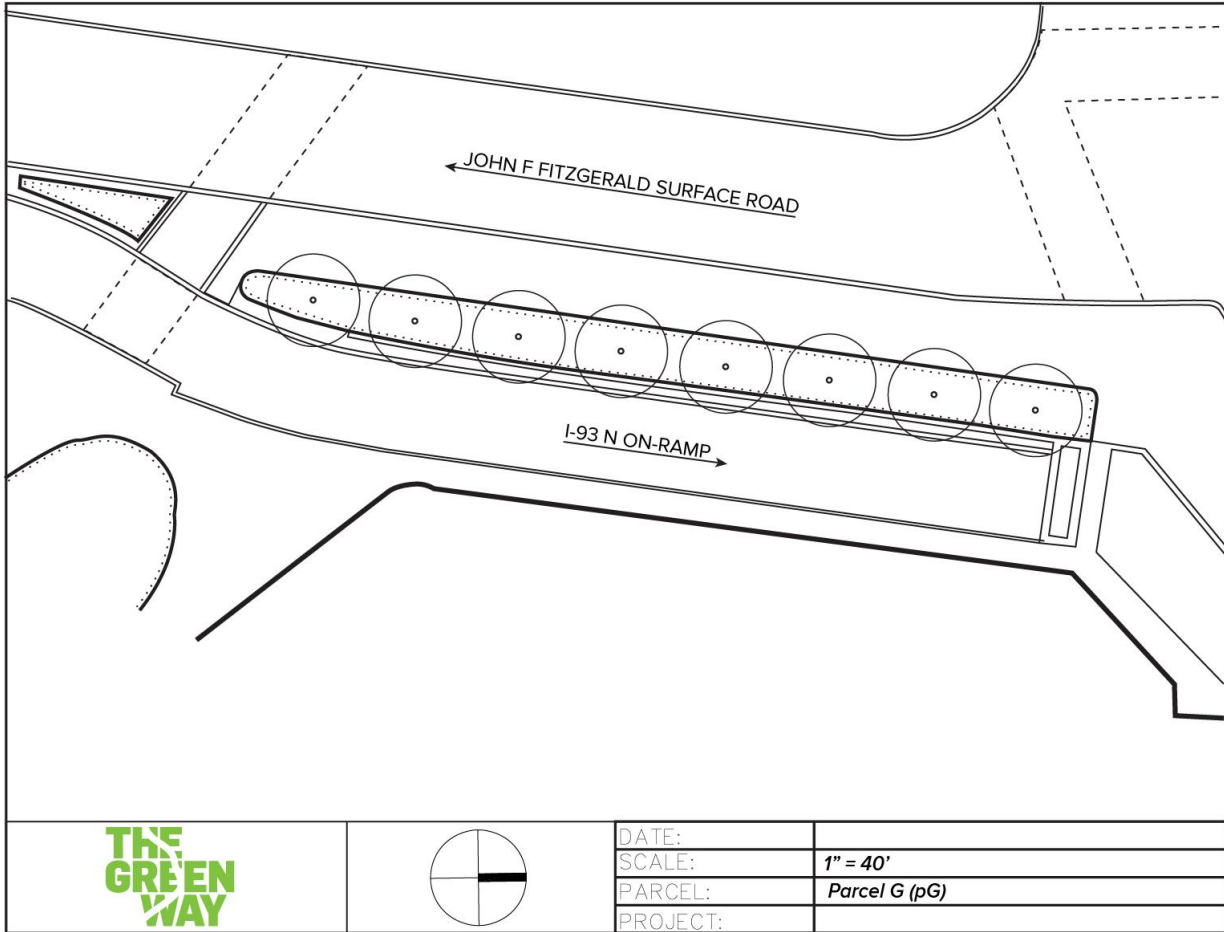 JOHN F FITZGERALD SURFACE ROAD
I-93 N ON-RAMP
THE
GREEN
WAY
DATE:
SCALE: 1" = 40'
PARCEL: Parcel G (pG)
PROJECT: